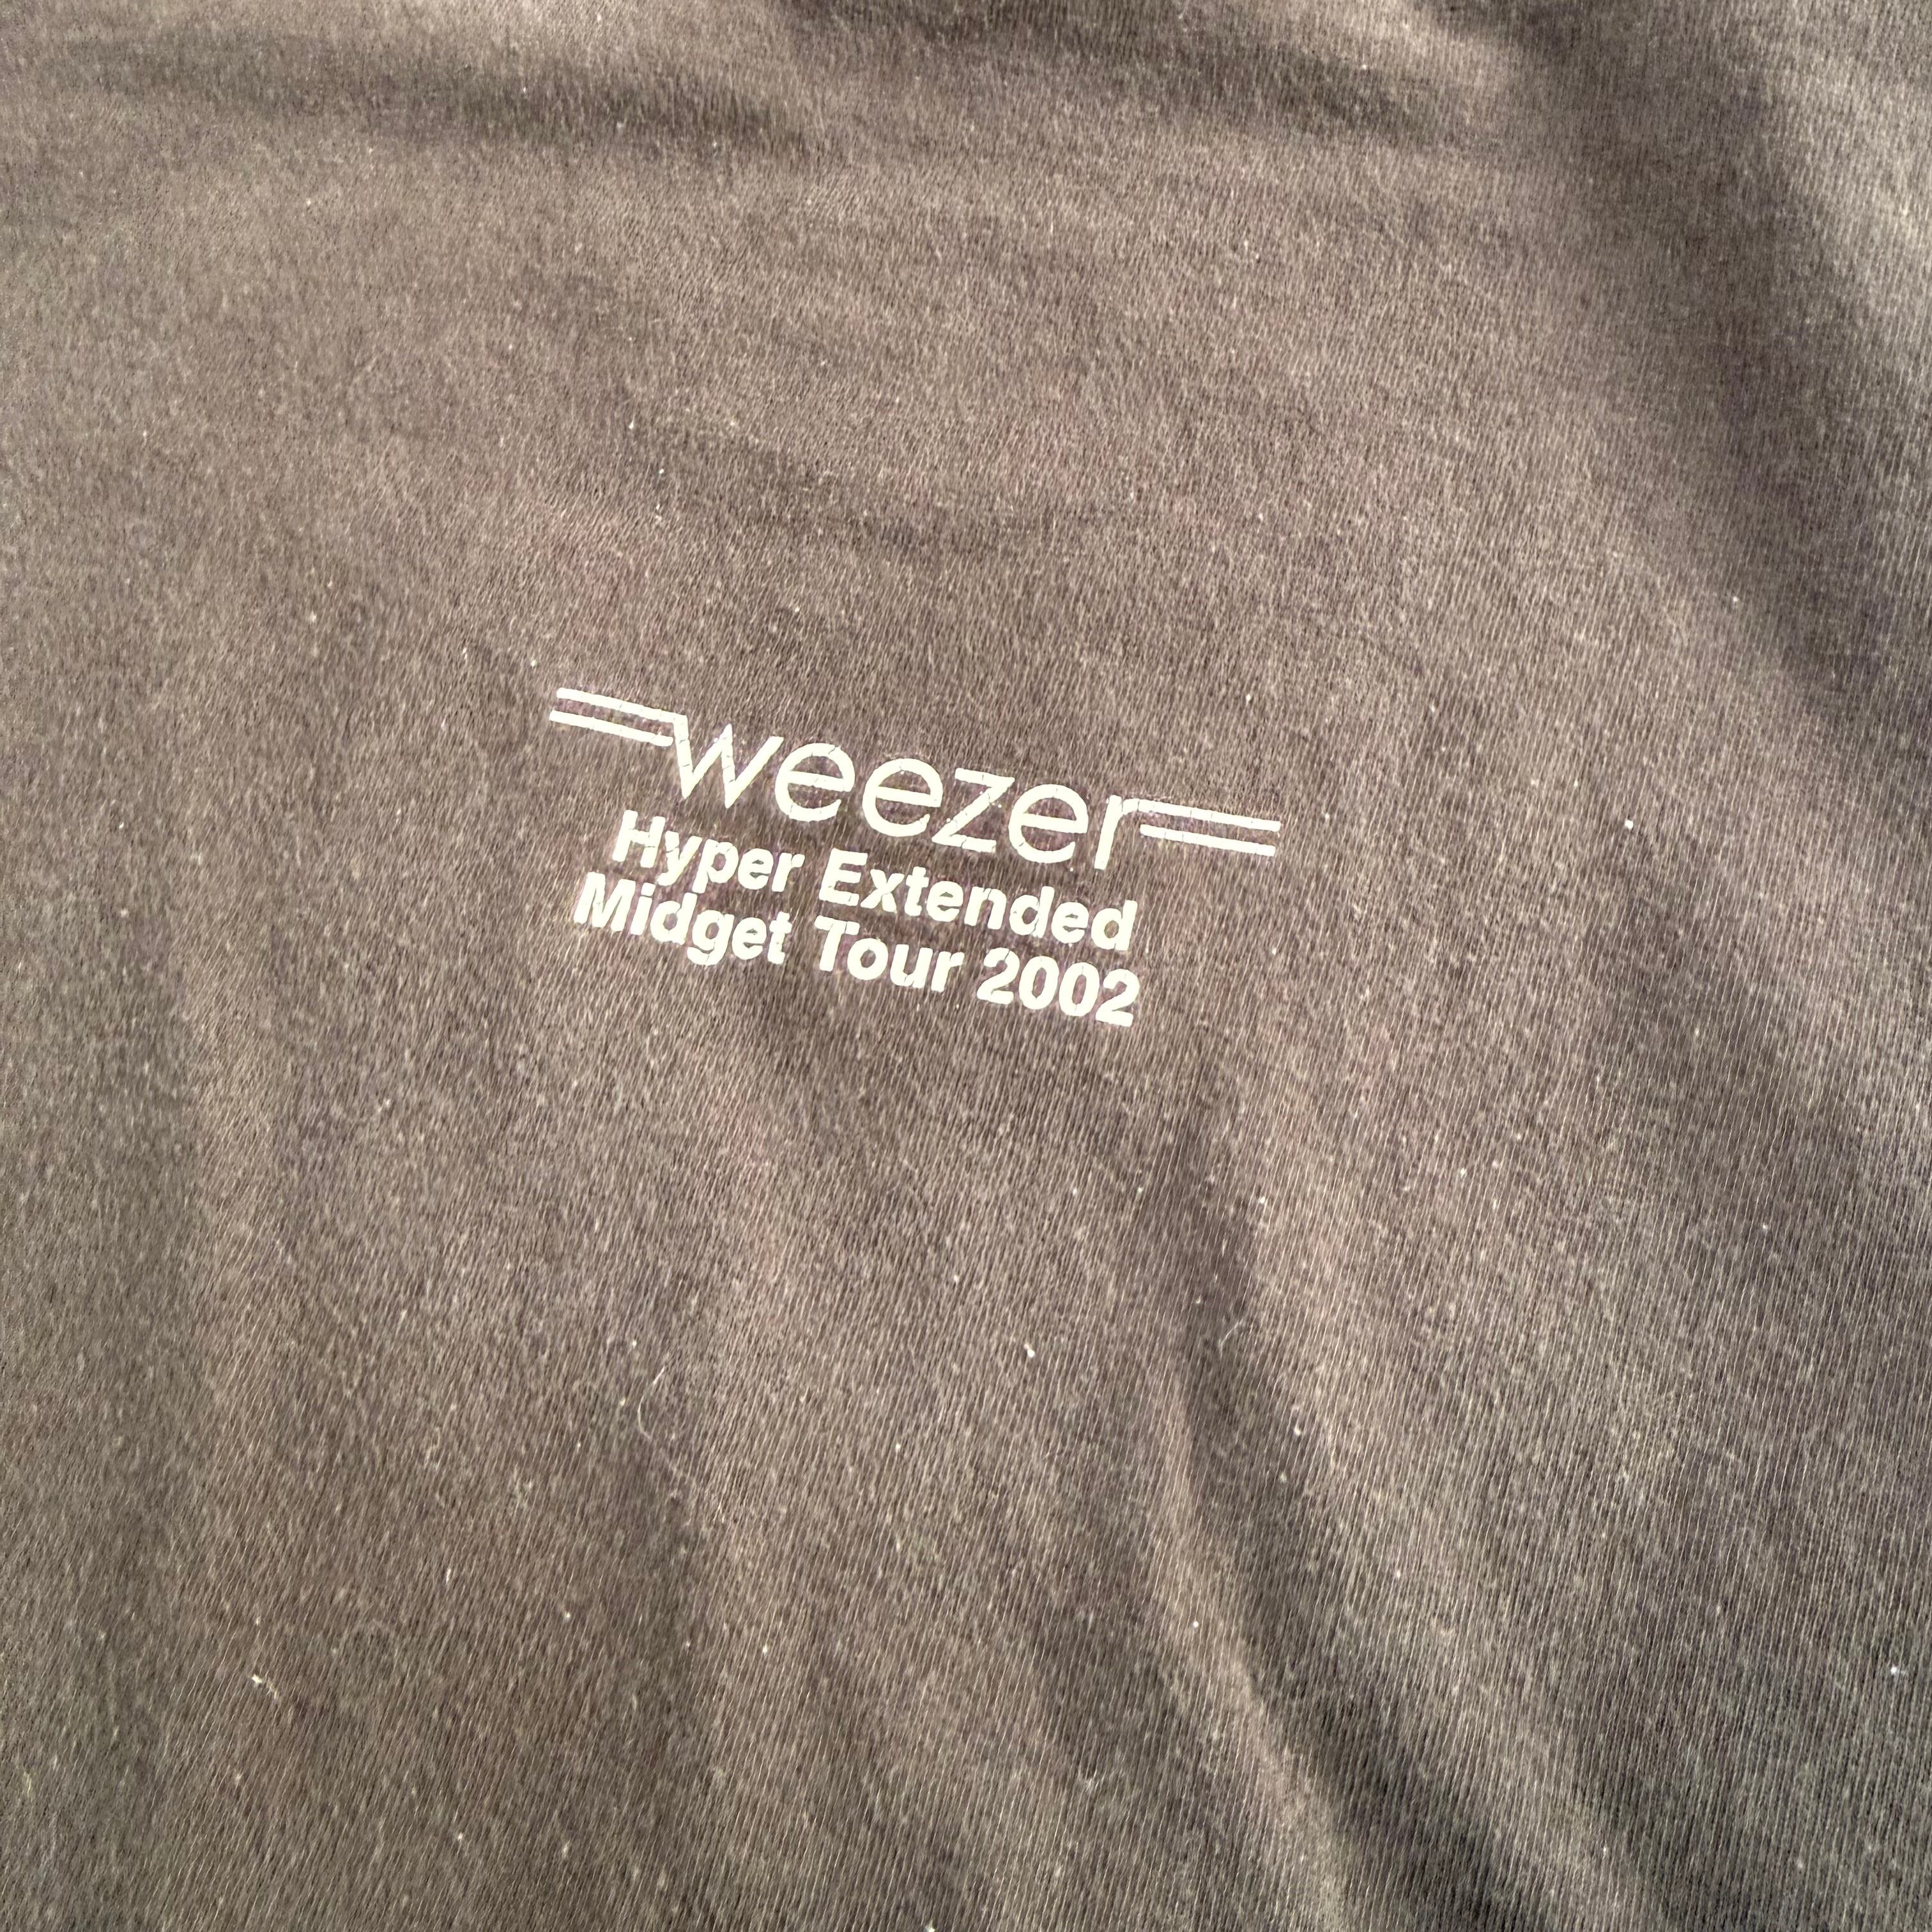 weezer
Hyper Extended
Midget Tour 2002